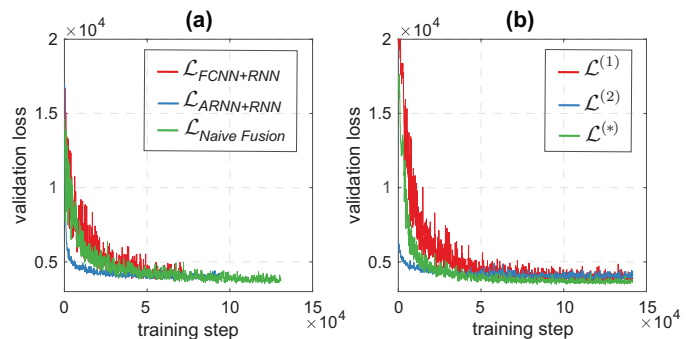 (a)
× 10⁴
2
1.5
1
0.5
validation loss
0
5
10
15
× 10⁴
training step
ℒ_FCNN+RNN
ℒ_ARNN+RNN
ℒ_Naive Fusion
(b)
× 10⁴
2
1.5
1
0.5
validation loss
0
5
10
15
× 10⁴
training step
ℒ⁽¹⁾
ℒ⁽²⁾
ℒ⁽*⁾